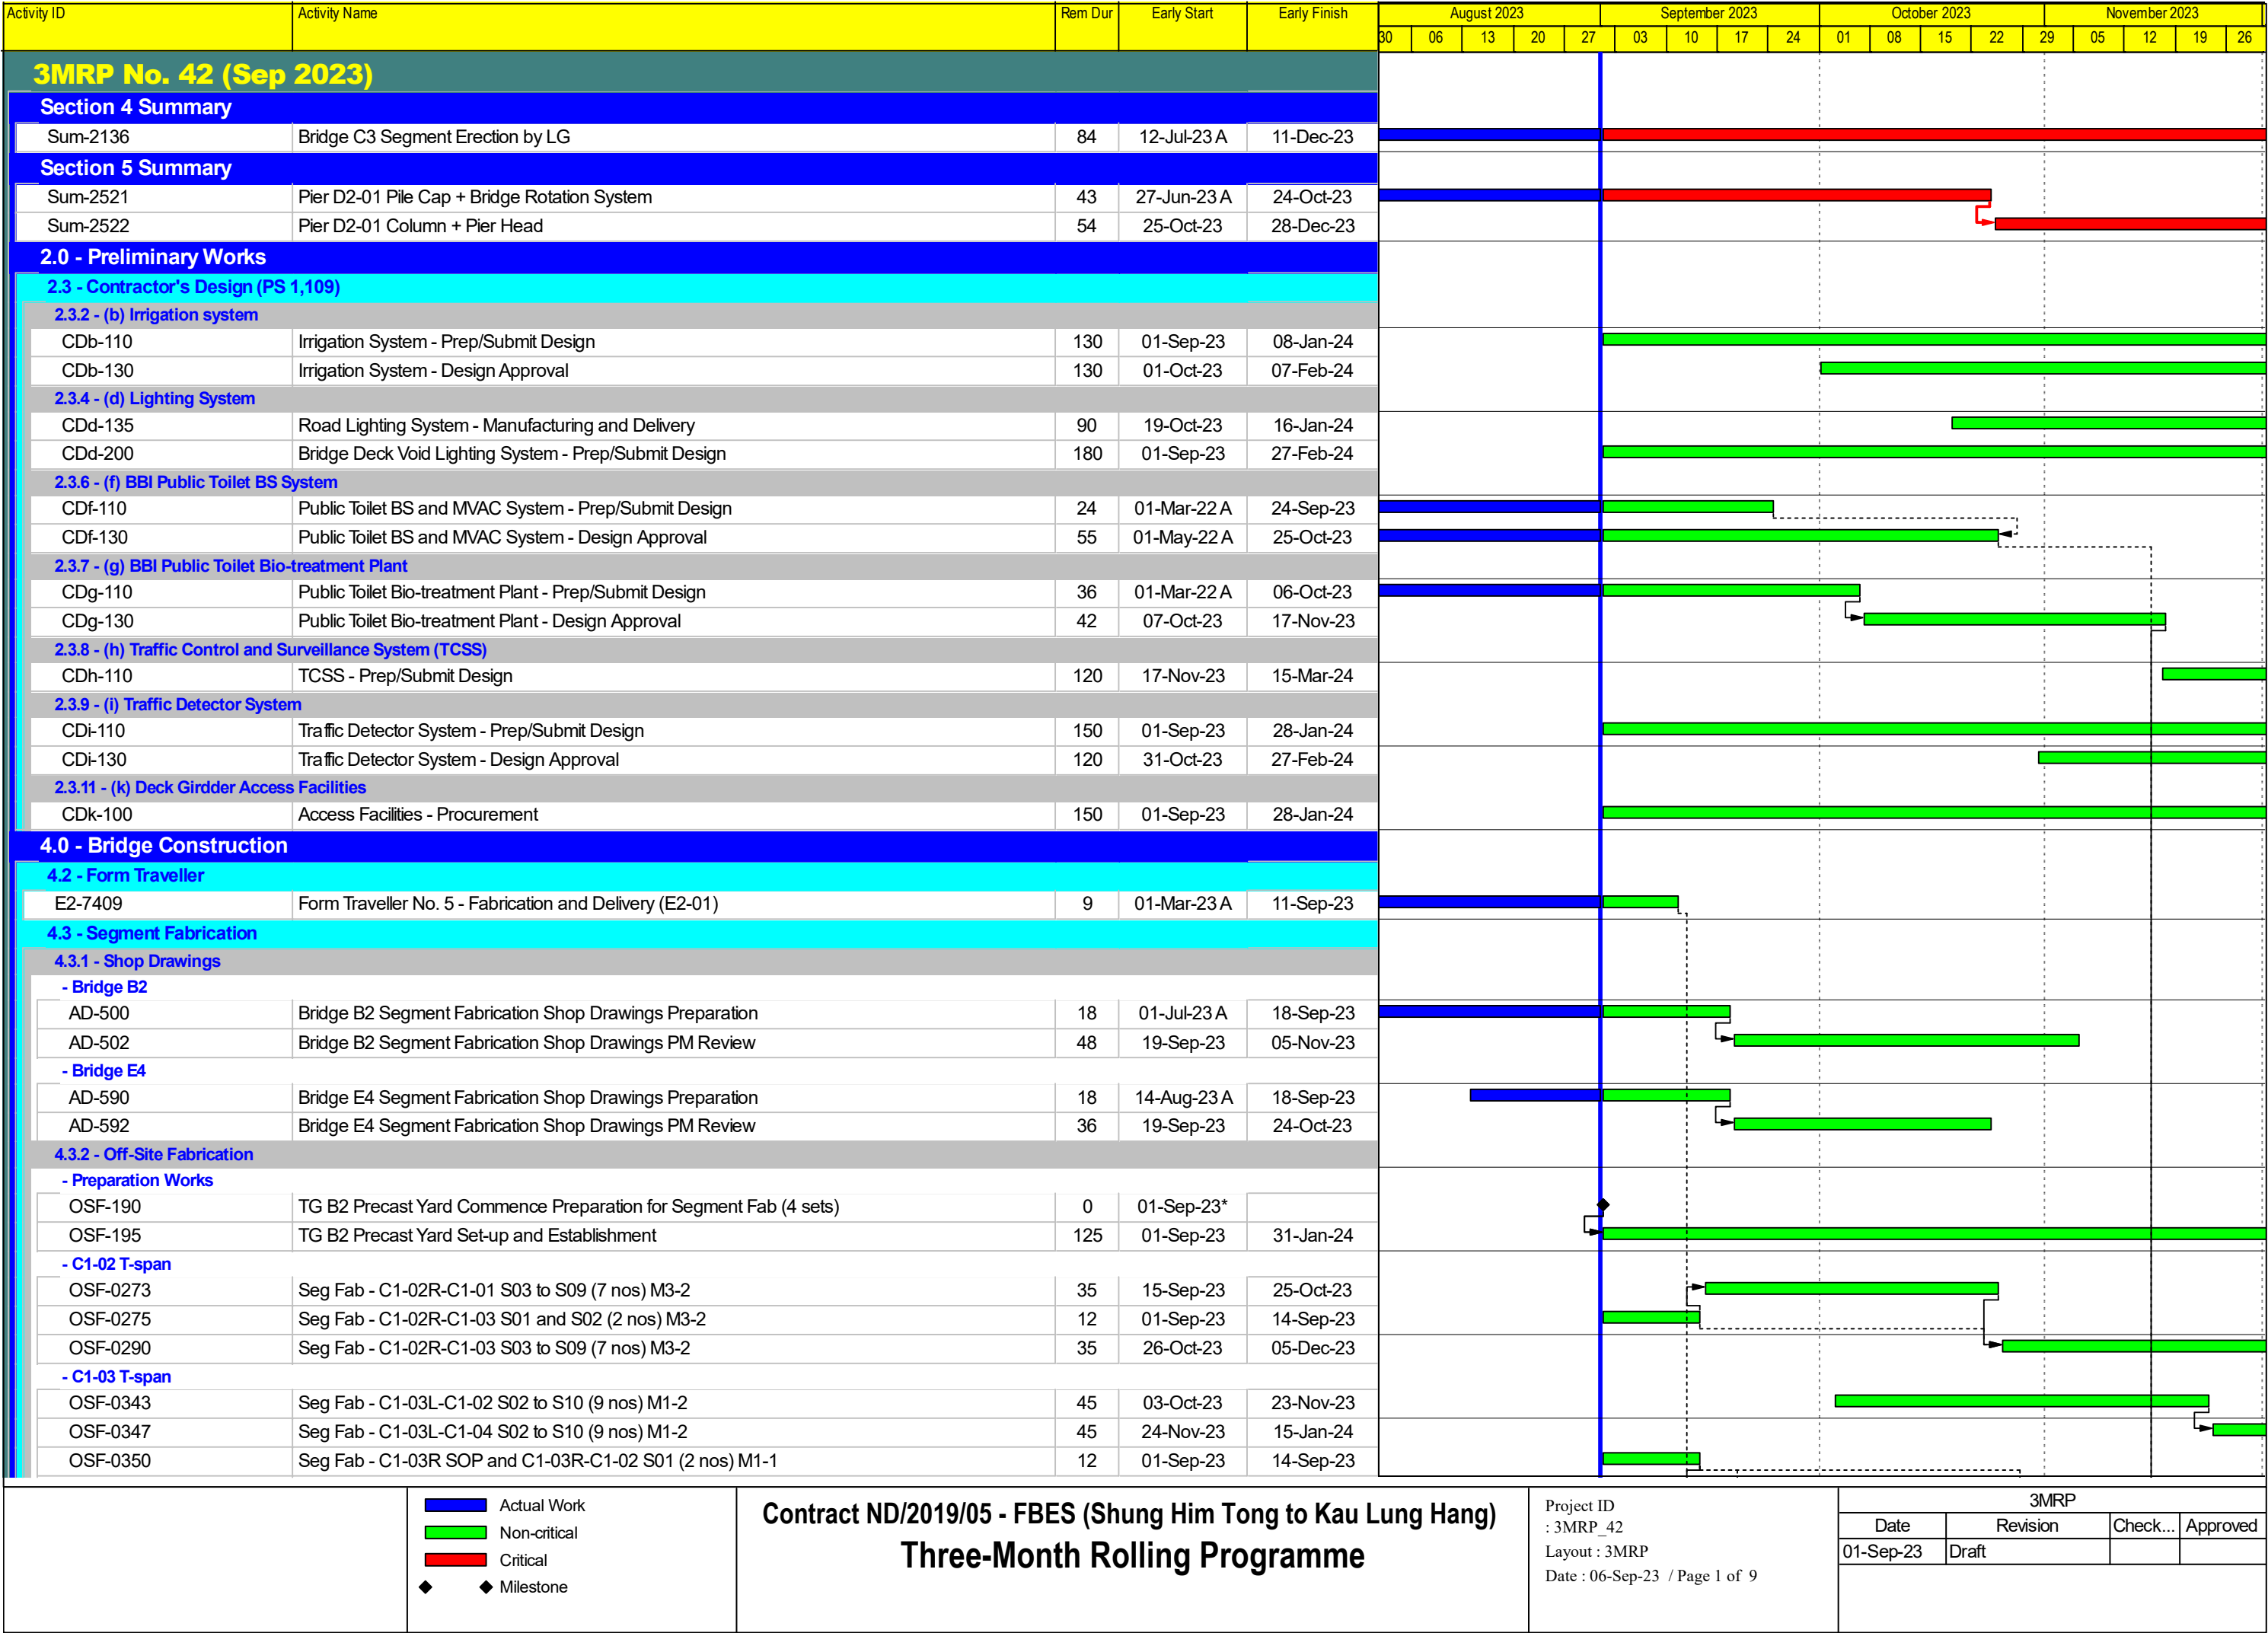 Activity ID Activity Name Rem Dur Early Start Early Finish August 2023 September 2023 October 2023 November 2023
30 06 13 20 27 03 10 17 24 01 08 15 22 29 05 12 19 26
3MRP No. 42 (Sep 2023)
Section 4 Summary
Sum-2136 Bridge C3 Segment Erection by LG 84 12-Jul-23 A 11-Dec-23
Section 5 Summary
Sum-2521 Pier D2-01 Pile Cap + Bridge Rotation System 43 27-Jun-23 A 24-Oct-23
Sum-2522 Pier D2-01 Column + Pier Head 54 25-Oct-23 28-Dec-23
2.0 - Preliminary Works
2.3 - Contractor's Design (PS 1,109)
2.3.2 - (b) Irrigation system
CDb-110 Irrigation System - Prep/Submit Design 130 01-Sep-23 08-Jan-24
CDb-130 Irrigation System - Design Approval 130 01-Oct-23 07-Feb-24
2.3.4 - (d) Lighting System
CDd-135 Road Lighting System - Manufacturing and Delivery 90 19-Oct-23 16-Jan-24
CDd-200 Bridge Deck Void Lighting System - Prep/Submit Design 180 01-Sep-23 27-Feb-24
2.3.6 - (f) BBI Public Toilet BS System
CDf-110 Public Toilet BS and MVAC System - Prep/Submit Design 24 01-Mar-22 A 24-Sep-23
CDf-130 Public Toilet BS and MVAC System - Design Approval 55 01-May-22 A 25-Oct-23
2.3.7 - (g) BBI Public Toilet Bio-treatment Plant
CDg-110 Public Toilet Bio-treatment Plant - Prep/Submit Design 36 01-Mar-22 A 06-Oct-23
CDg-130 Public Toilet Bio-treatment Plant - Design Approval 42 07-Oct-23 17-Nov-23
2.3.8 - (h) Traffic Control and Surveillance System (TCSS)
CDh-110 TCSS - Prep/Submit Design 120 17-Nov-23 15-Mar-24
2.3.9 - (i) Traffic Detector System
CDi-110 Traffic Detector System - Prep/Submit Design 150 01-Sep-23 28-Jan-24
CDi-130 Traffic Detector System - Design Approval 120 31-Oct-23 27-Feb-24
2.3.11 - (k) Deck Girdder Access Facilities
CDk-100 Access Facilities - Procurement 150 01-Sep-23 28-Jan-24
4.0 - Bridge Construction
4.2 - Form Traveller
E2-7409 Form Traveller No. 5 - Fabrication and Delivery (E2-01) 9 01-Mar-23 A 11-Sep-23
4.3 - Segment Fabrication
4.3.1 - Shop Drawings
- Bridge B2
AD-500 Bridge B2 Segment Fabrication Shop Drawings Preparation 18 01-Jul-23 A 18-Sep-23
AD-502 Bridge B2 Segment Fabrication Shop Drawings PM Review 48 19-Sep-23 05-Nov-23
- Bridge E4
AD-590 Bridge E4 Segment Fabrication Shop Drawings Preparation 18 14-Aug-23 A 18-Sep-23
AD-592 Bridge E4 Segment Fabrication Shop Drawings PM Review 36 19-Sep-23 24-Oct-23
4.3.2 - Off-Site Fabrication
- Preparation Works
OSF-190 TG B2 Precast Yard Commence Preparation for Segment Fab (4 sets) 0 01-Sep-23*
OSF-195 TG B2 Precast Yard Set-up and Establishment 125 01-Sep-23 31-Jan-24
- C1-02 T-span
OSF-0273 Seg Fab - C1-02R-C1-01 S03 to S09 (7 nos) M3-2 35 15-Sep-23 25-Oct-23
OSF-0275 Seg Fab - C1-02R-C1-03 S01 and S02 (2 nos) M3-2 12 01-Sep-23 14-Sep-23
OSF-0290 Seg Fab - C1-02R-C1-03 S03 to S09 (7 nos) M3-2 35 26-Oct-23 05-Dec-23
- C1-03 T-span
OSF-0343 Seg Fab - C1-03L-C1-02 S02 to S10 (9 nos) M1-2 45 03-Oct-23 23-Nov-23
OSF-0347 Seg Fab - C1-03L-C1-04 S02 to S10 (9 nos) M1-2 45 24-Nov-23 15-Jan-24
OSF-0350 Seg Fab - C1-03R SOP and C1-03R-C1-02 S01 (2 nos) M1-1 12 01-Sep-23 14-Sep-23
Actual Work
Non-critical
Critical
Milestone
Contract ND/2019/05 - FBES (Shung Him Tong to Kau Lung Hang)
Three-Month Rolling Programme
Project ID
: 3MRP_42
Layout : 3MRP
Date : 06-Sep-23 / Page 1 of 9
3MRP
Date Revision Check... Approved
01-Sep-23 Draft